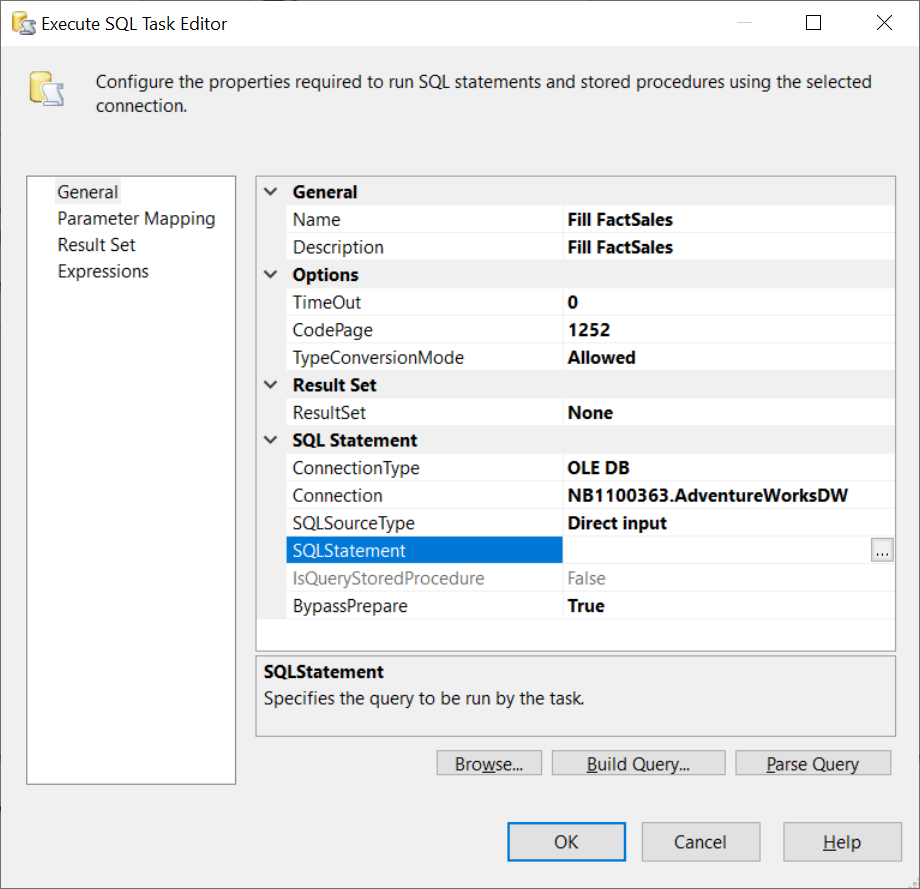 Execute SQL Task Editor
Configure the properties required to run SQL statements and stored procedures using the selected
connection.
General
Parameter Mapping
Result Set
Expressions
General
Name Fill FactSales
Description Fill FactSales
Options
TimeOut 0
CodePage 1252
TypeConversionMode Allowed
Result Set
ResultSet None
SQL Statement
ConnectionType OLE DB
Connection NB1100363.AdventureWorksDW
SQLSourceType Direct input
SQLStatement ...
IsQueryStoredProcedure False
BypassPrepare True
SQLStatement
Specifies the query to be run by the task.
Browse... Build Query... Parse Query
OK Cancel Help